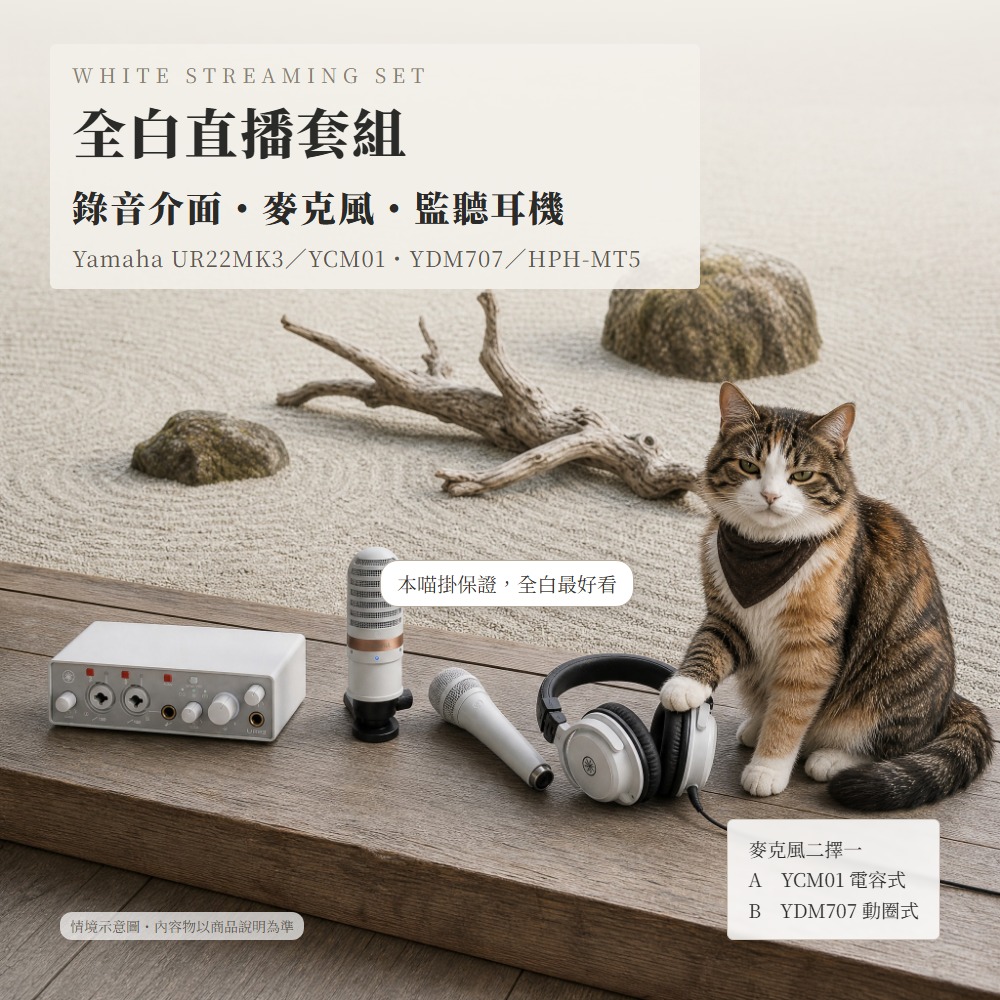 WHITE STREAMING SET
全白直播套組
錄音介面・麥克風・監聽耳機
Yamaha UR22MK3／YCM01・YDM707／HPH-MT5
本喵掛保證，全白最好看
麥克風二擇一
A YCM01 電容式
B YDM707 動圈式
情境示意圖・內容物以商品說明為準